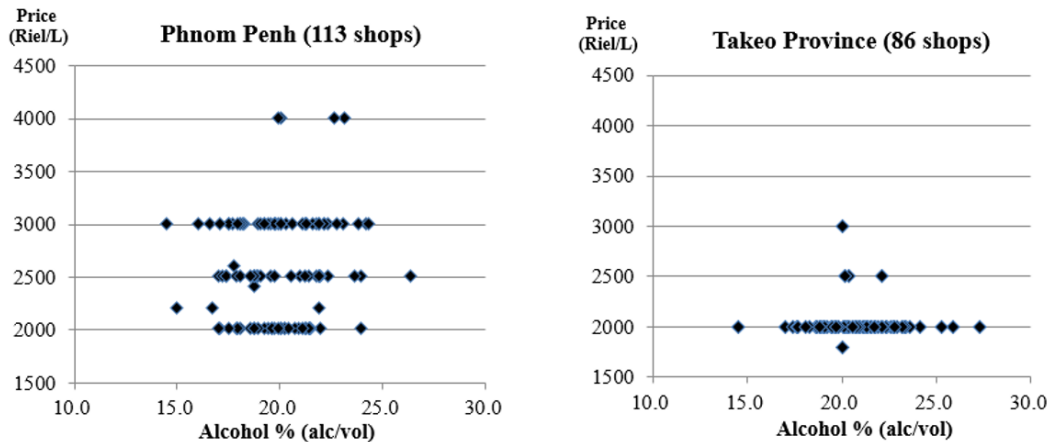 Price
(Riel/L)
Phnom Penh (113 shops)
4500
4000
3500
3000
2500
2000
1500
10.0 15.0 20.0 25.0 30.0
Alcohol % (alc/vol)
Price
(Riel/L)
Takeo Province (86 shops)
4500
4000
3500
3000
2500
2000
1500
10.0 15.0 20.0 25.0 30.0
Alcohol % (alc/vol)